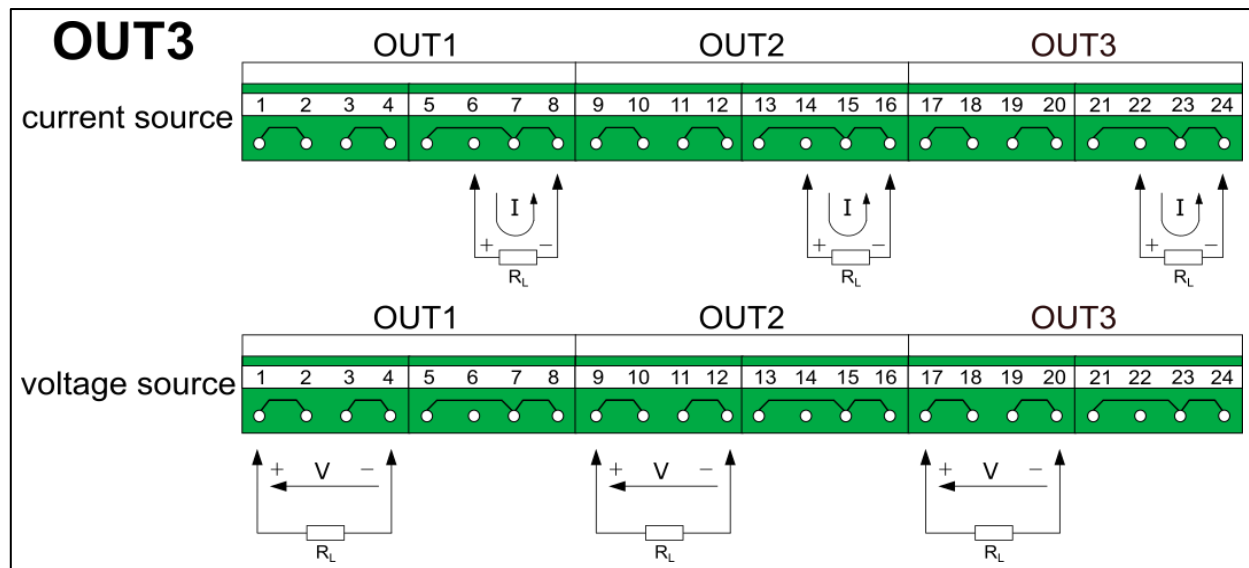 OUT3
OUT1 OUT2 OUT3
current source
1 2 3 4 5 6 7 8 9 10 11 12 13 14 15 16 17 18 19 20 21 22 23 24
I I I
+ − + − + −
RL RL RL
OUT1 OUT2 OUT3
voltage source
1 2 3 4 5 6 7 8 9 10 11 12 13 14 15 16 17 18 19 20 21 22 23 24
+ V − + V − + V −
RL RL RL